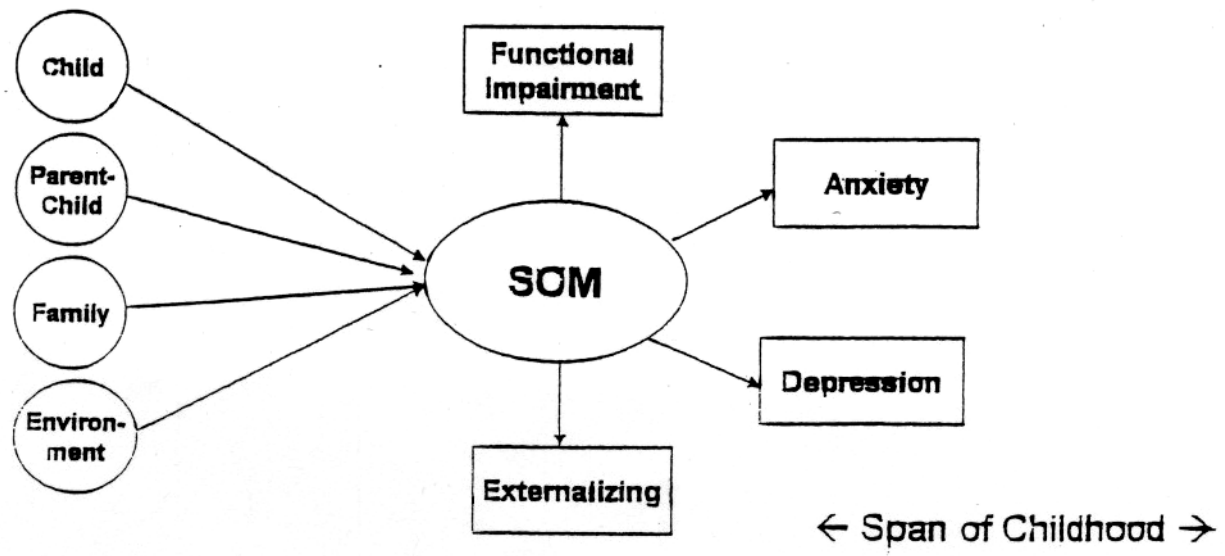 Child
Parent-
Child
Family
Environ-
ment
SOM
Functional
Impairment
Anxiety
Depression
Externalizing
← Span of Childhood →